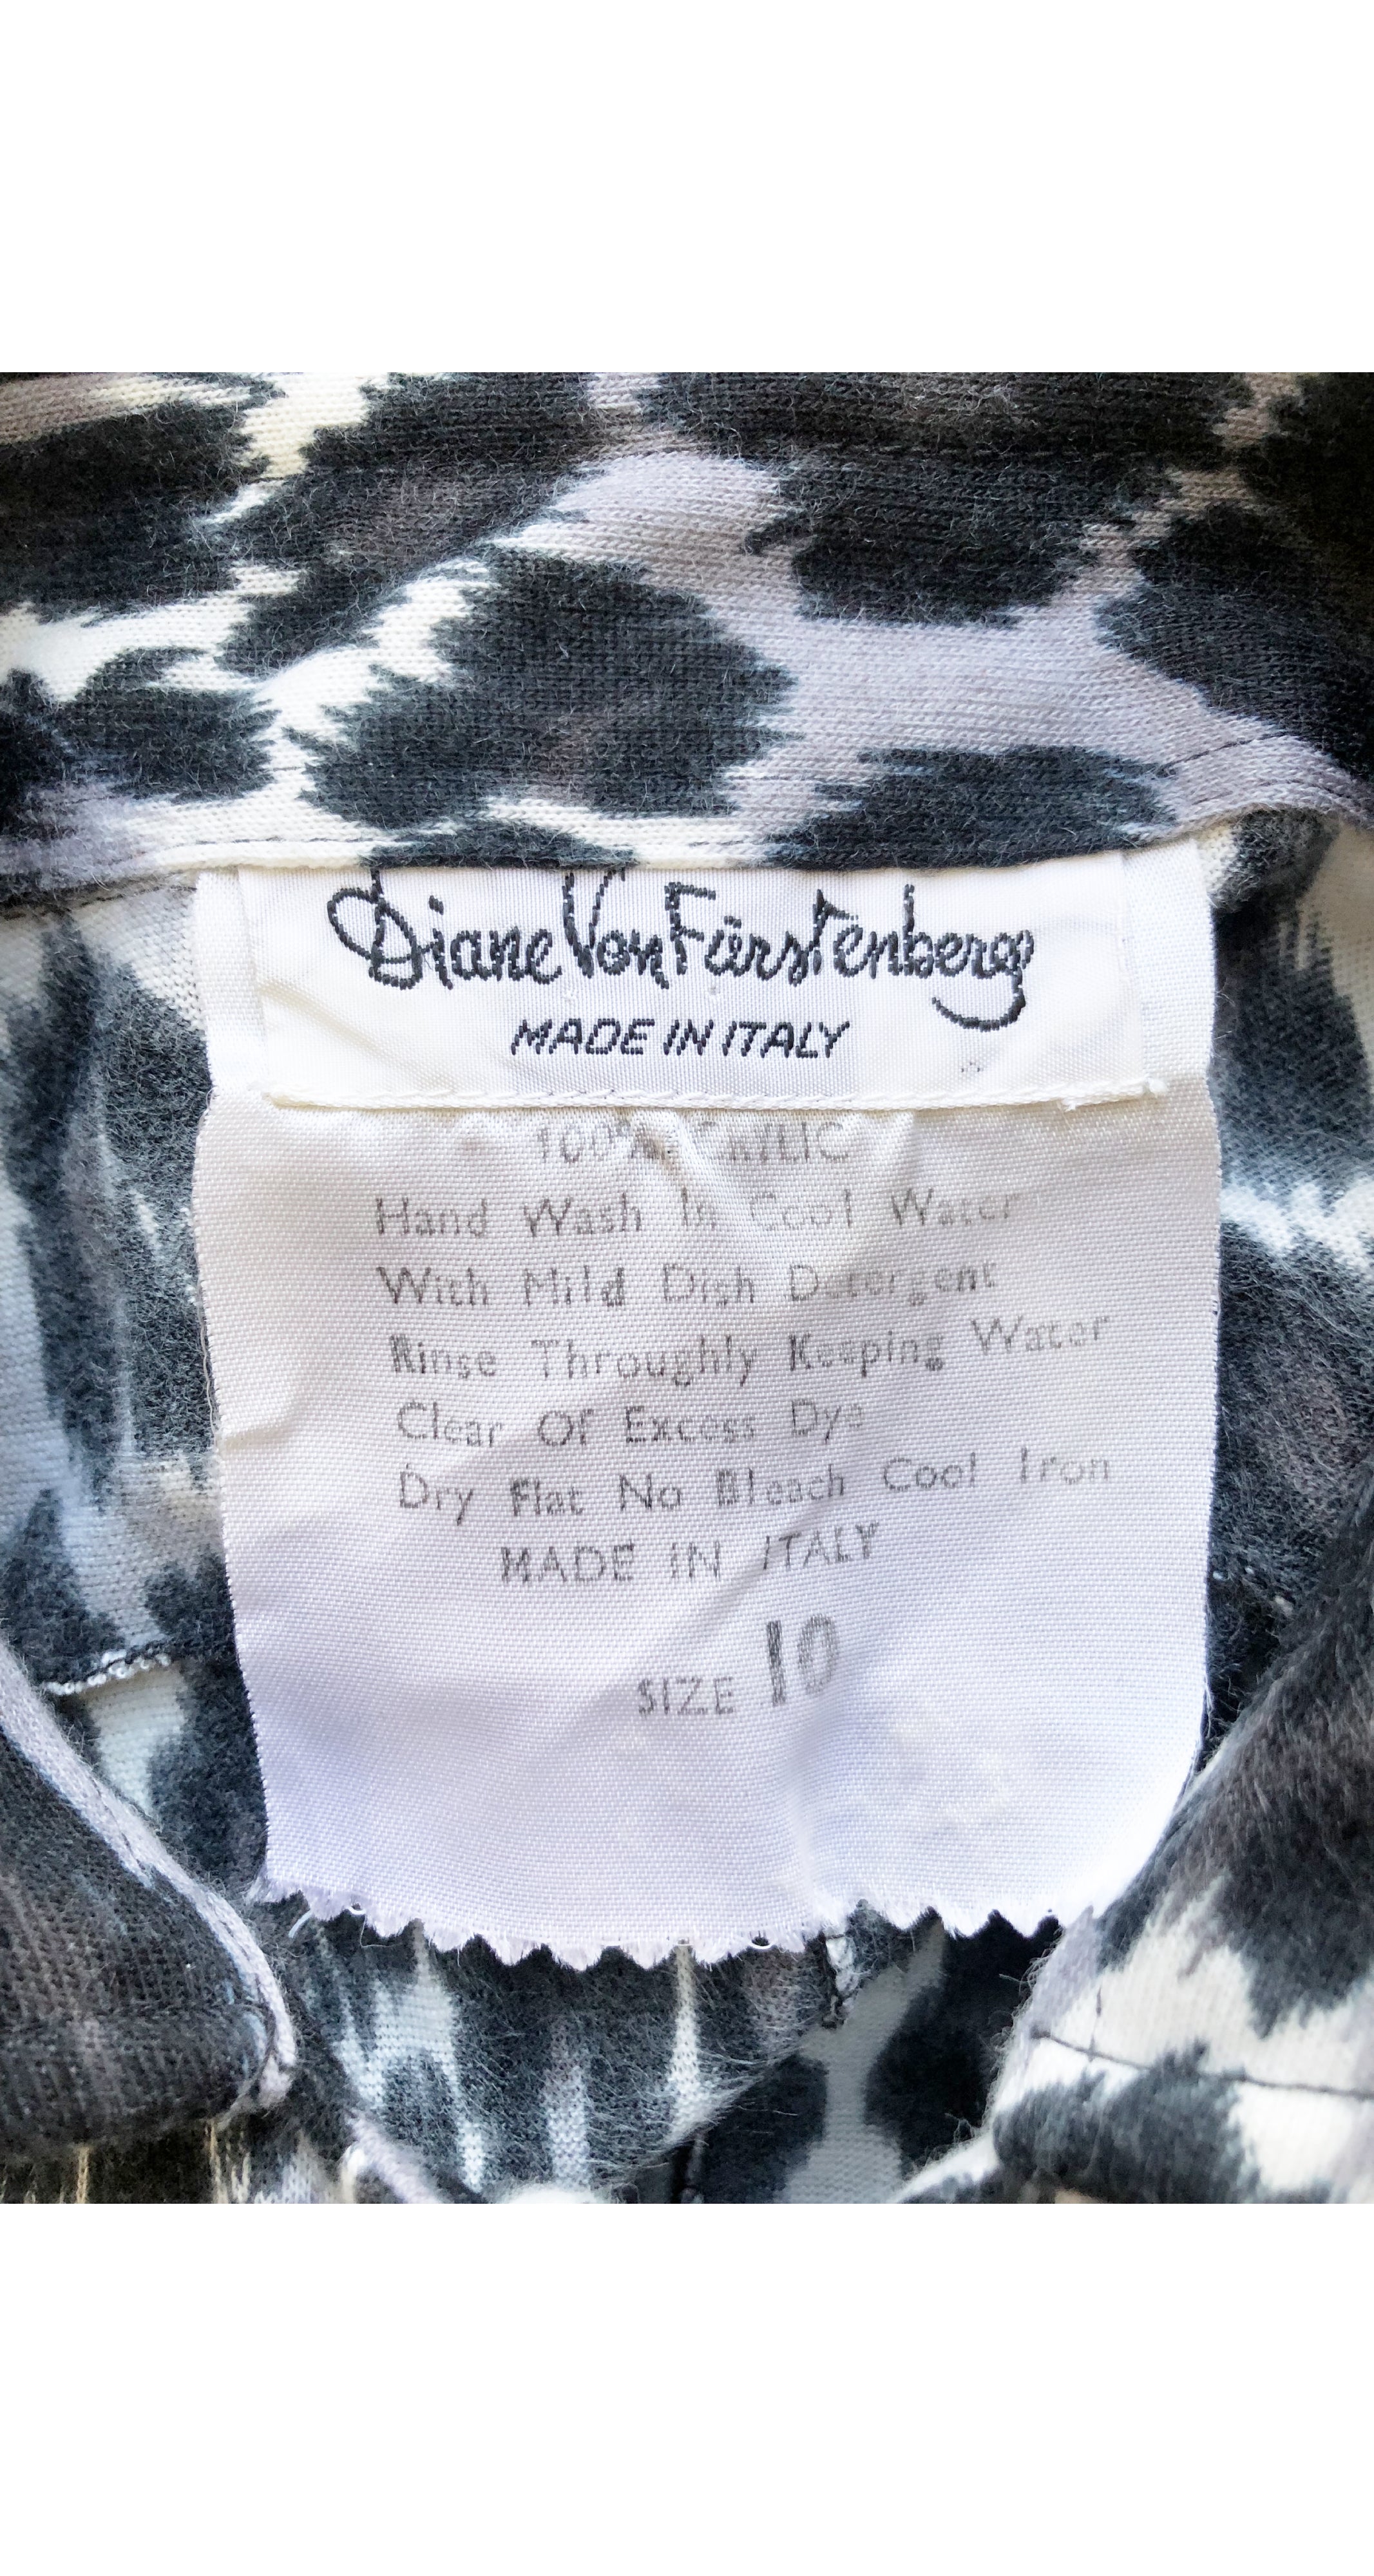 Diane Von Fürstenberg
MADE IN ITALY
100%
Hand Wash In Cool Water
With Mild Dish Detergent
Rinse Throughly Keeping Water
Clear Of Excess Dye
Dry Flat No Bleach Cool Iron
MADE IN ITALY
SIZE 10